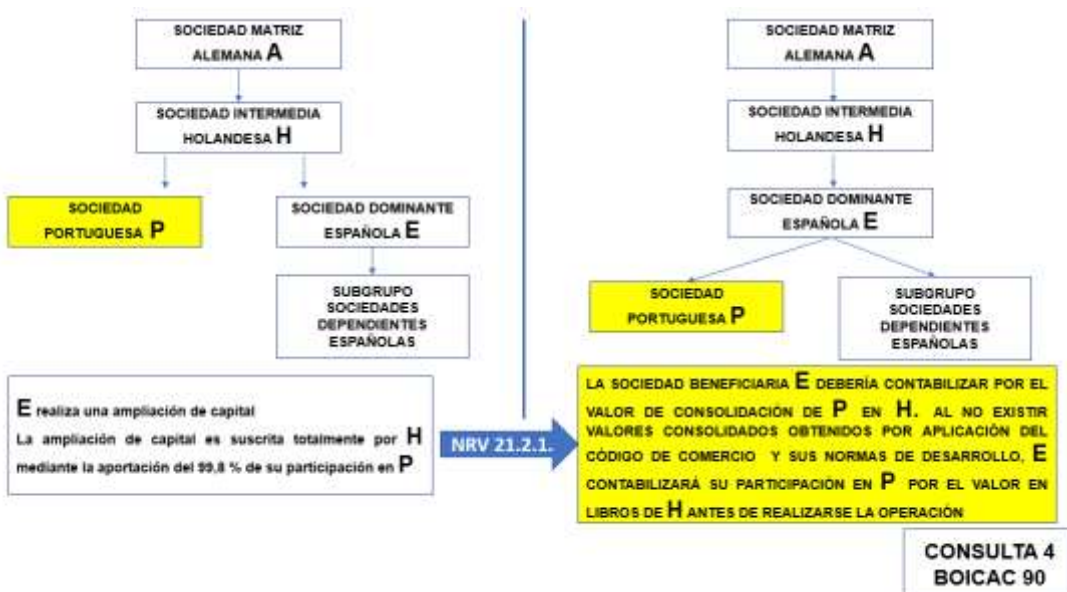 SOCIEDAD MATRIZ
ALEMANA A
SOCIEDAD INTERMEDIA
HOLANDESA H
SOCIEDAD
PORTUGUESA P
SOCIEDAD DOMINANTE
ESPAÑOLA E
SUBGRUPO
SOCIEDADES
DEPENDIENTES
ESPAÑOLAS
E realiza una ampliación de capital
La ampliación de capital es suscrita totalmente por H
mediante la aportación del 99,8 % de su participación en P
NRV 21.2.1.
SOCIEDAD MATRIZ
ALEMANA A
SOCIEDAD INTERMEDIA
HOLANDESA H
SOCIEDAD DOMINANTE
ESPAÑOLA E
SOCIEDAD
PORTUGUESA P
SUBGRUPO
SOCIEDADES
DEPENDIENTES
ESPAÑOLAS
LA SOCIEDAD BENEFICIARIA E DEBERÍA CONTABILIZAR POR EL
VALOR DE CONSOLIDACIÓN DE P EN H. AL NO EXISTIR
VALORES CONSOLIDADOS OBTENIDOS POR APLICACIÓN DEL
CÓDIGO DE COMERCIO Y SUS NORMAS DE DESARROLLO, E
CONTABILIZARÁ SU PARTICIPACIÓN EN P POR EL VALOR EN
LIBROS DE H ANTES DE REALIZARSE LA OPERACIÓN
CONSULTA 4
BOICAC 90